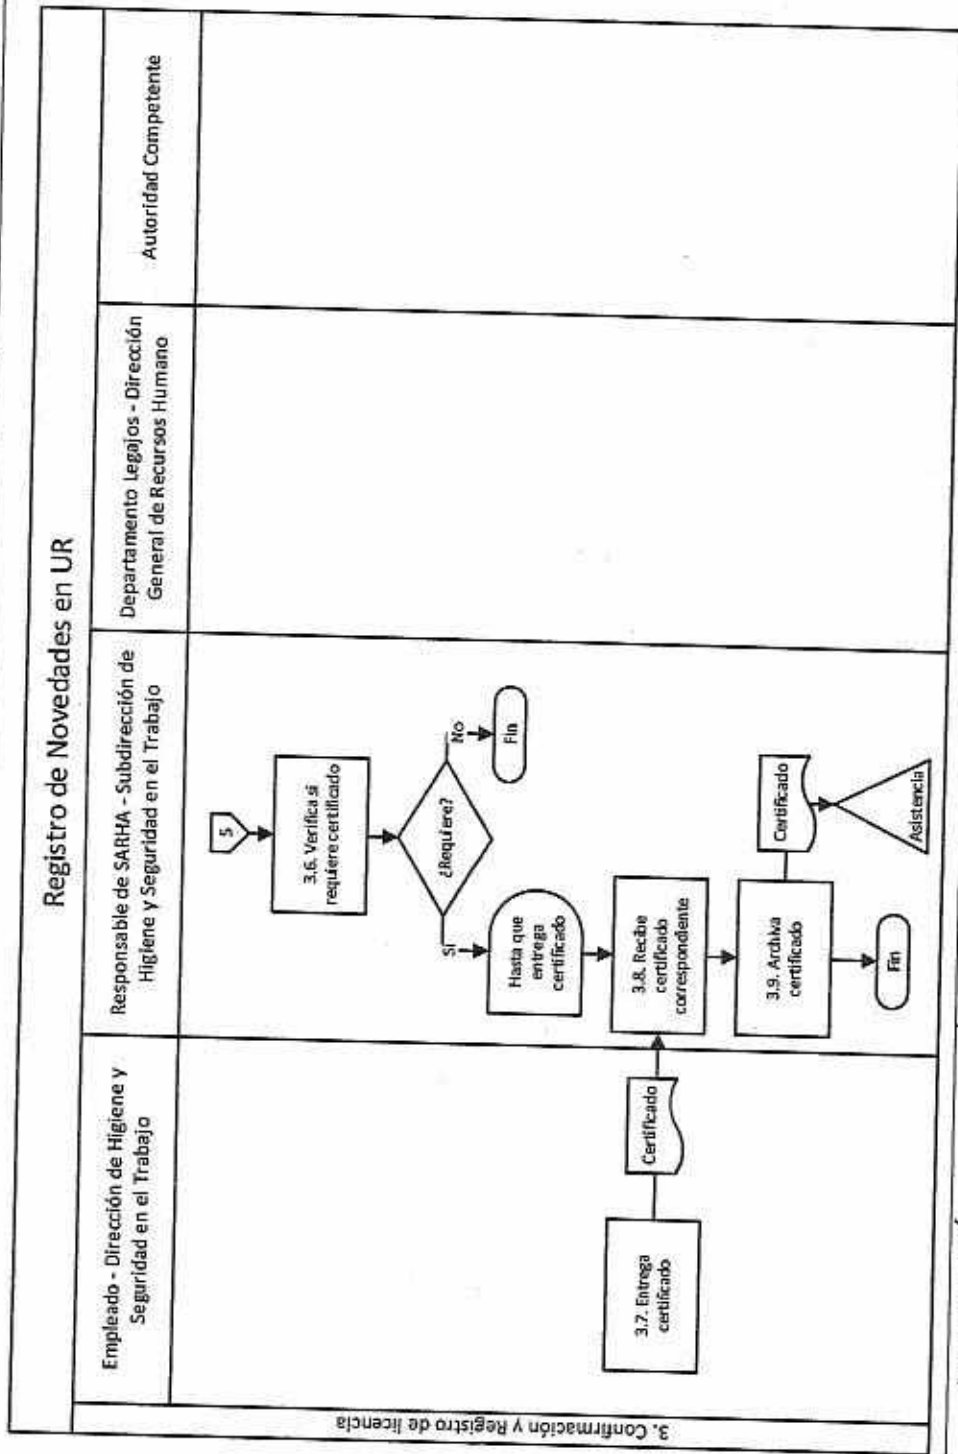 Registro de Novedades en UR
Empleado - Dirección de Higiene y
Seguridad en el Trabajo
Responsable de SARHA - Subdirección de
Higiene y Seguridad en el Trabajo
Departamento Legajos - Dirección
General de Recursos Humano
Autoridad Competente
3. Confirmación y Registro de licencia
5
3.6. Verifica si
requiere certificado
¿Requiere?
No
Fin
Si
Hasta que
entrega
certificado
3.7. Entrega
certificado
Certificado
3.8. Recibe
certificado
correspondiente
3.9. Archiva
certificado
Certificado
Asistencia
Fin